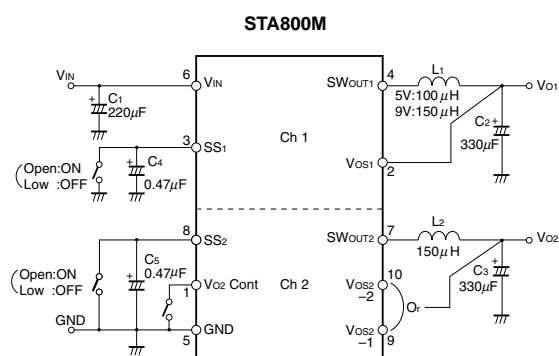 STA800M
VIN
6
VIN
SWOUT1
4
L1
VO1
C1
220μF
5V:100μH
9V:150μH
C2
330μF
3
SS1
Ch 1
Open:ON
Low :OFF
C4
0.47μF
VOS1
2
8
SS2
SWOUT2
7
L2
150μH
VO2
C5
0.47μF
Open:ON
Low :OFF
VO2 Cont
1
Ch 2
10
VOS2
-2
Or
C3
330μF
GND
GND
5
VOS2
-1
9